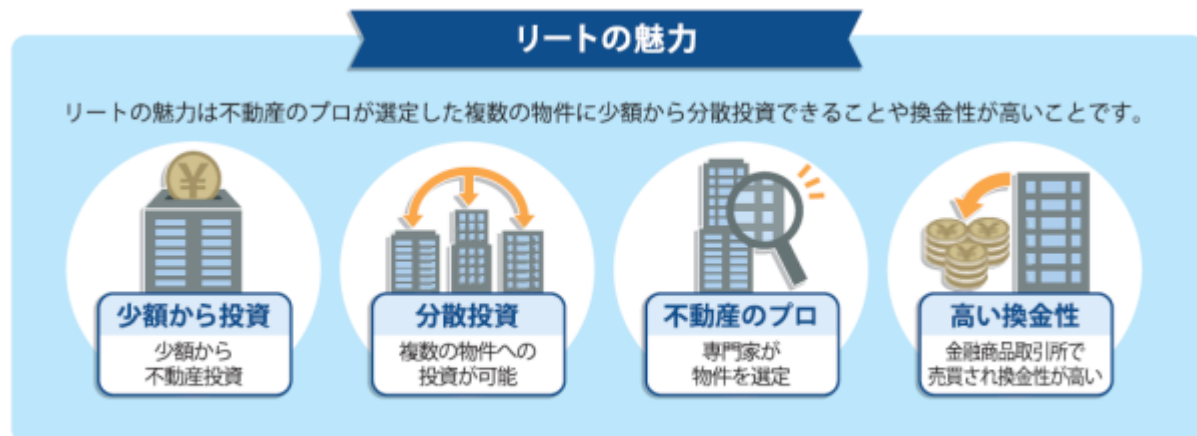 リートの魅力
リートの魅力は不動産のプロが選定した複数の物件に少額から分散投資できることや換金性が高いことです。
少額から投資
少額から
不動産投資
分散投資
複数の物件への
投資が可能
不動産のプロ
専門家が
物件を選定
高い換金性
金融商品取引所で
売買され換金性が高い